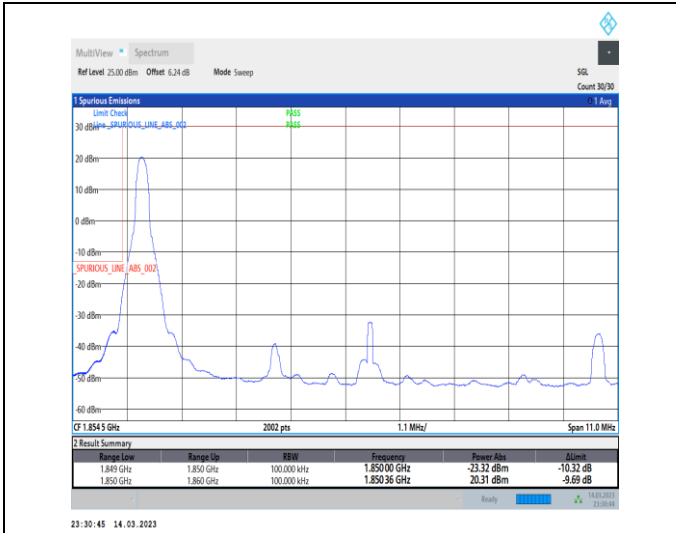 MultiView Spectrum
Ref Level 25.00 dBm Offset 6.24 dB Mode Sweep SGL
Count 30/30
1 Spurious Emissions 1 Avg
Limit Check PASS
30 dBm Line _SPURIOUS_LINE_ABS_002 PASS
20 dBm
10 dBm
0 dBm
-10 dBm
_SPURIOUS_LINE_ABS_002
-20 dBm
-30 dBm
-40 dBm
-50 dBm
-60 dBm
CF 1.8545 GHz 2002 pts 1.1 MHz/ Span 11.0 MHz
2 Result Summary
Range Low Range Up RBW Frequency Power Abs ΔLimit
1.849 GHz 1.850 GHz 100.000 kHz 1.85000 GHz -23.32 dBm -10.32 dB
1.850 GHz 1.860 GHz 100.000 kHz 1.85036 GHz 20.31 dBm -9.69 dB
Ready 14.03.2023
23:30:44
23:30:45 14.03.2023